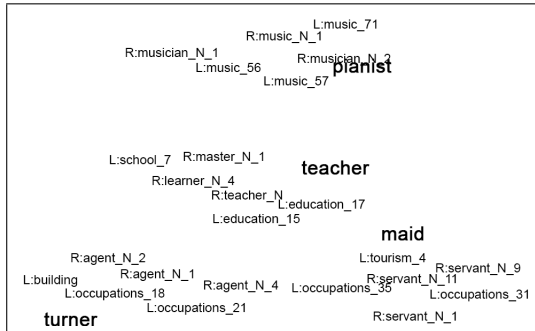 L:music_71
R:music_N_1
R:musician_N_1
R:musician_N_2
pianist
L:music_56
L:music_57
L:school_7
R:master_N_1
teacher
R:learner_N_4
R:teacher_N
L:education_17
L:education_15
maid
R:agent_N_2
L:tourism_4
R:servant_N_9
R:agent_N_1
L:building
R:servant_N_11
R:agent_N_4
L:occupations_35
L:occupations_18
L:occupations_31
L:occupations_21
turner
R:servant_N_1